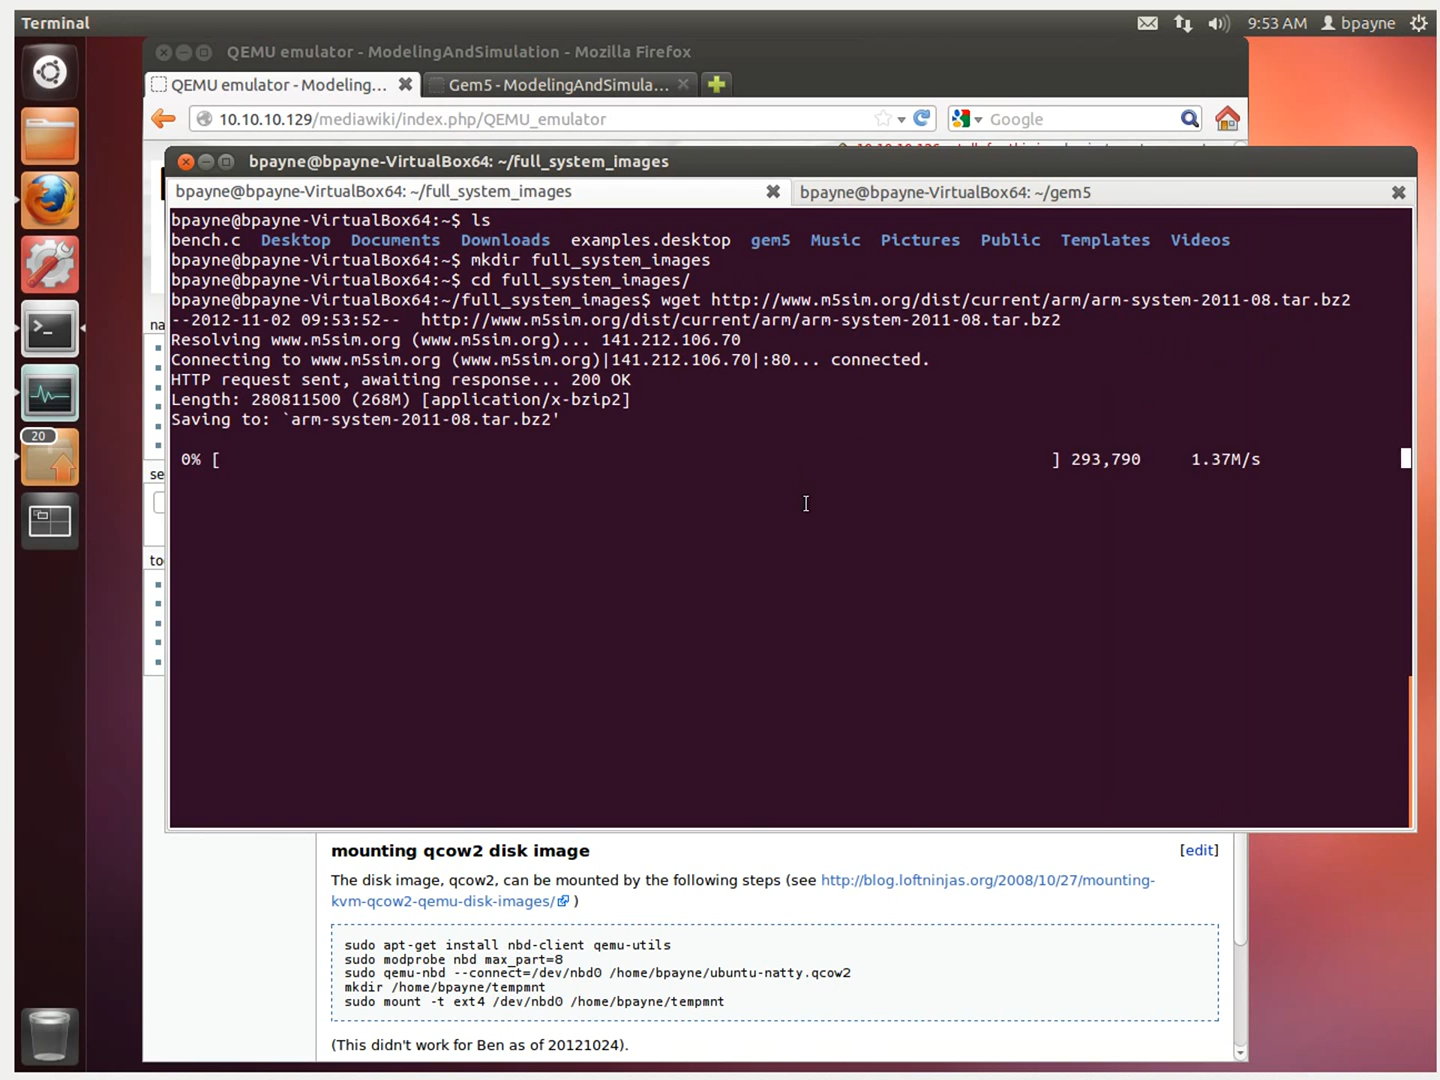 Terminal
9:53 AM bpayne
QEMU emulator - ModelingAndSimulation - Mozilla Firefox
QEMU emulator - Modeling... Gem5 - ModelingAndSimula...
10.10.10.129/mediawiki/index.php/QEMU_emulator
Google
bpayne@bpayne-VirtualBox64: ~/full_system_images
bpayne@bpayne-VirtualBox64: ~/full_system_images bpayne@bpayne-VirtualBox64: ~/gem5
bpayne@bpayne-VirtualBox64:~$ ls
bench.c Desktop Documents Downloads examples.desktop gem5 Music Pictures Public Templates Videos
bpayne@bpayne-VirtualBox64:~$ mkdir full_system_images
bpayne@bpayne-VirtualBox64:~$ cd full_system_images/
bpayne@bpayne-VirtualBox64:~/full_system_images$ wget http://www.m5sim.org/dist/current/arm/arm-system-2011-08.tar.bz2
--2012-11-02 09:53:52-- http://www.m5sim.org/dist/current/arm/arm-system-2011-08.tar.bz2
Resolving www.m5sim.org (www.m5sim.org)... 141.212.106.70
Connecting to www.m5sim.org (www.m5sim.org)|141.212.106.70|:80... connected.
HTTP request sent, awaiting response... 200 OK
Length: 280811500 (268M) [application/x-bzip2]
Saving to: `arm-system-2011-08.tar.bz2'
0% [ ] 293,790 1.37M/s
20
na
se
to
mounting qcow2 disk image [edit]
The disk image, qcow2, can be mounted by the following steps (see http://blog.loftninjas.org/2008/10/27/mounting-
kvm-qcow2-qemu-disk-images/ )
sudo apt-get install nbd-client qemu-utils
sudo modprobe nbd max_part=8
sudo qemu-nbd --connect=/dev/nbd0 /home/bpayne/ubuntu-natty.qcow2
mkdir /home/bpayne/tempmnt
sudo mount -t ext4 /dev/nbd0 /home/bpayne/tempmnt
(This didn't work for Ben as of 20121024).